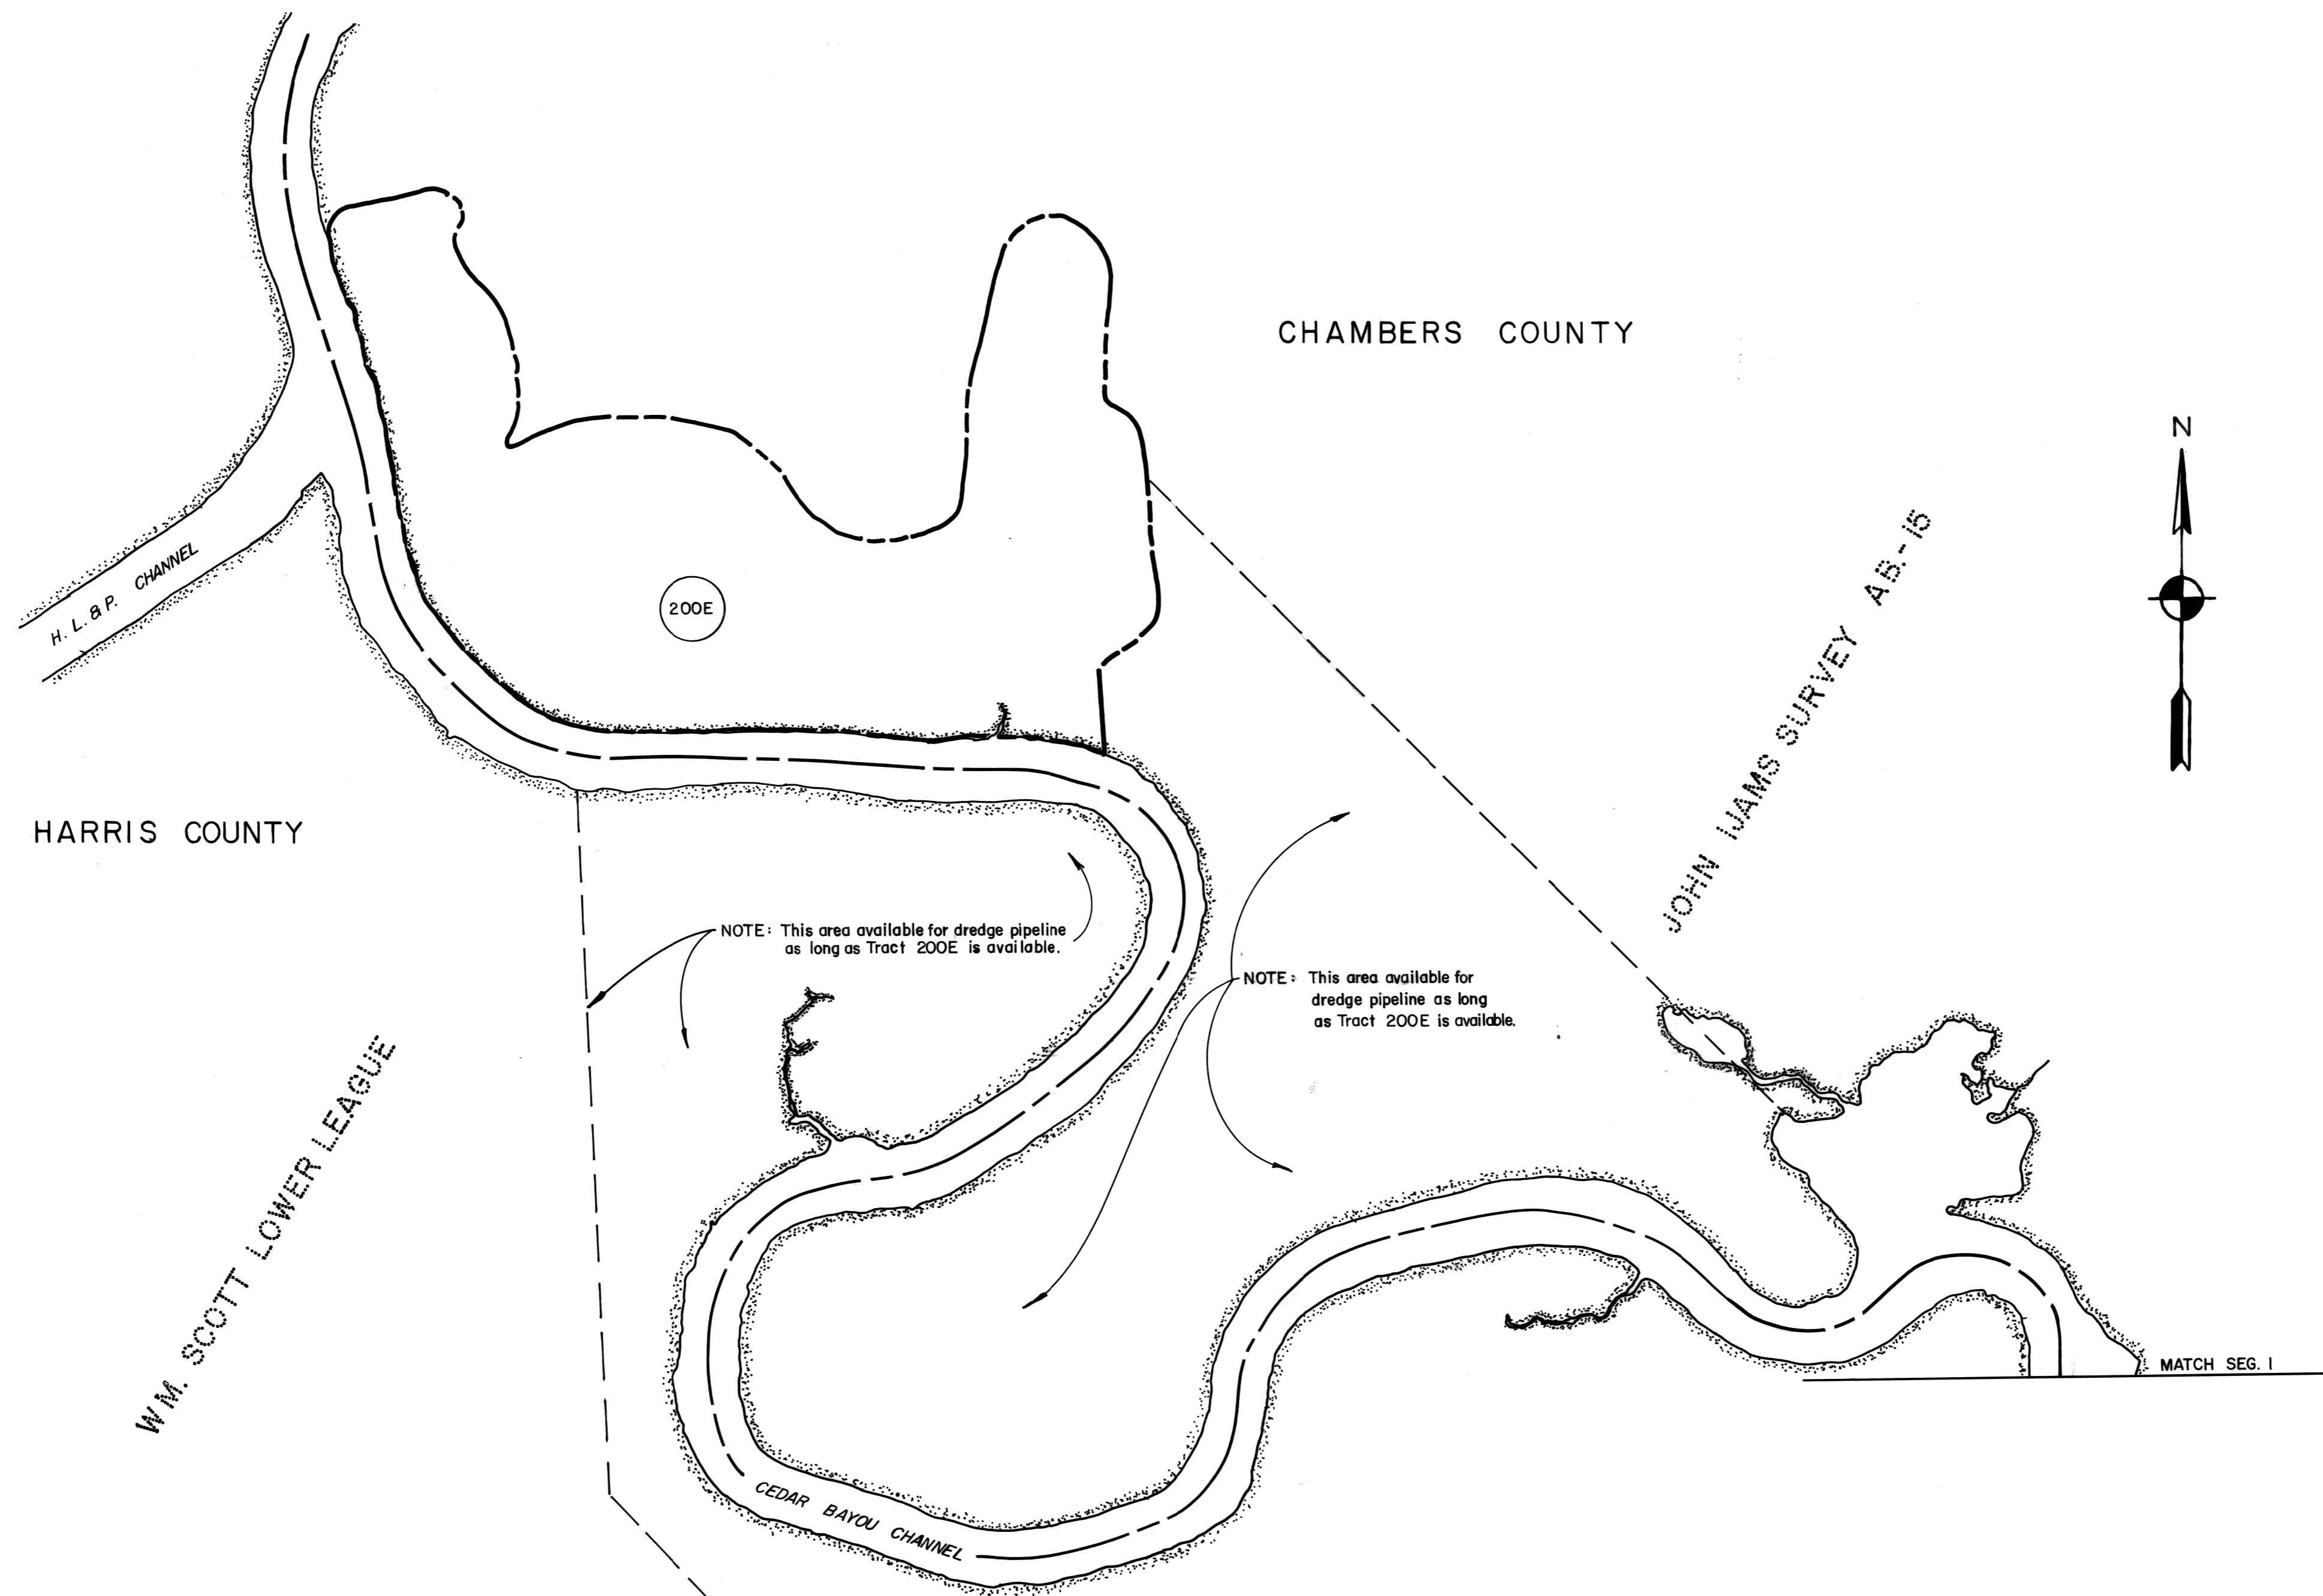 CHAMBERS COUNTY
N
JOHN IJAMS SURVEY AB.-15
H. L. & P. CHANNEL
200E
HARRIS COUNTY
NOTE: This area available for dredge pipeline
as long as Tract 200E is available.
NOTE: This area available for
dredge pipeline as long
as Tract 200E is available.
WM. SCOTT LOWER LEAGUE
MATCH SEG. 1
CEDAR BAYOU CHANNEL